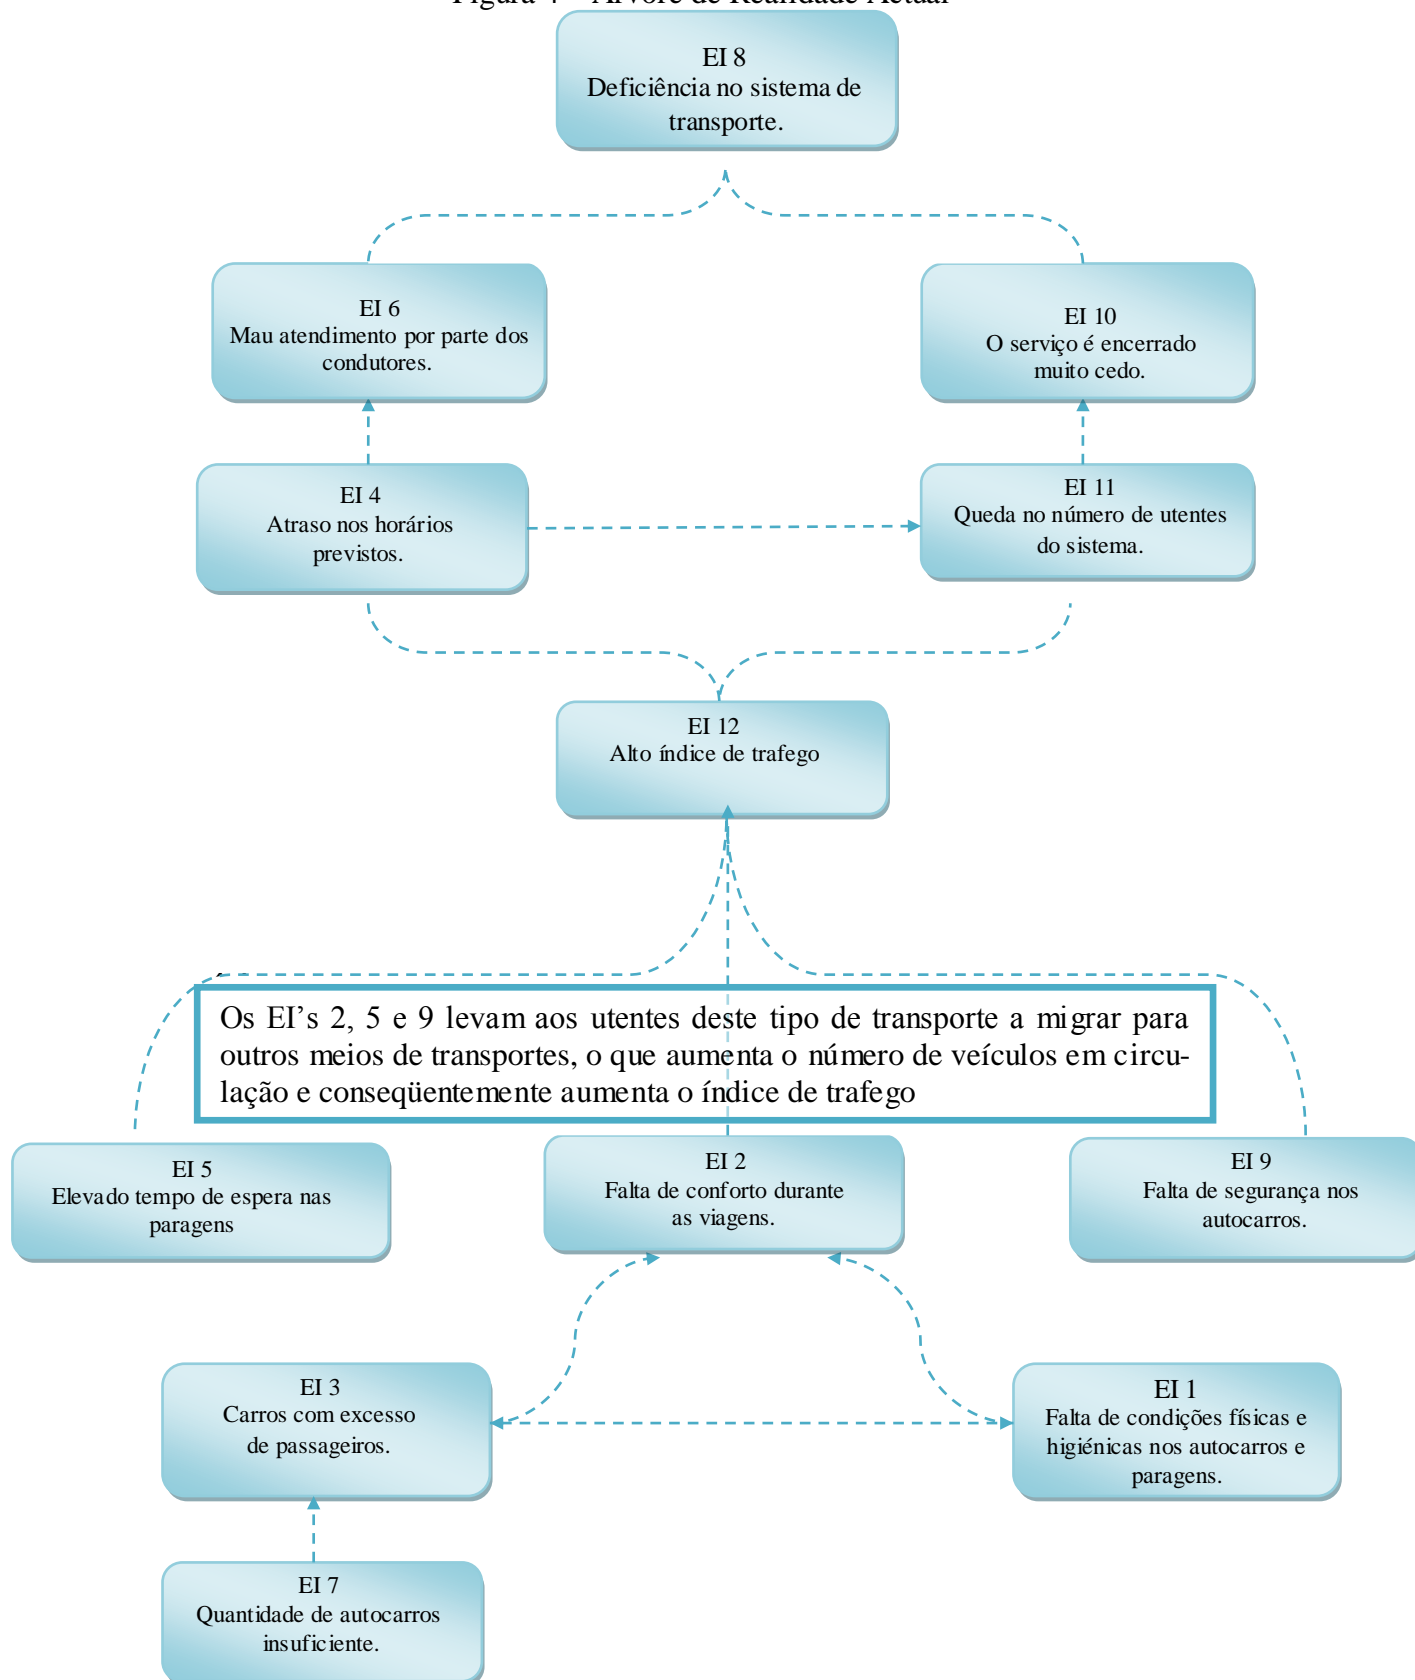 Figura 4 – Árvore de Realidade Actual
EI 8
Deficiência no sistema de
transporte.
EI 6
Mau atendimento por parte dos
condutores.
EI 10
O serviço é encerrado
muito cedo.
EI 4
Atraso nos horários
previstos.
EI 11
Queda no número de utentes
do sistema.
EI 12
Alto índice de trafego
Os EI’s 2, 5 e 9 levam aos utentes deste tipo de transporte a migrar para
outros meios de transportes, o que aumenta o número de veículos em circu-
lação e conseqüentemente aumenta o índice de trafego
EI 5
Elevado tempo de espera nas
paragens
EI 2
Falta de conforto durante
as viagens.
EI 9
Falta de segurança nos
autocarros.
EI 3
Carros com excesso
de passageiros.
EI 1
Falta de condições físicas e
higiénicas nos autocarros e
paragens.
EI 7
Quantidade de autocarros
insuficiente.